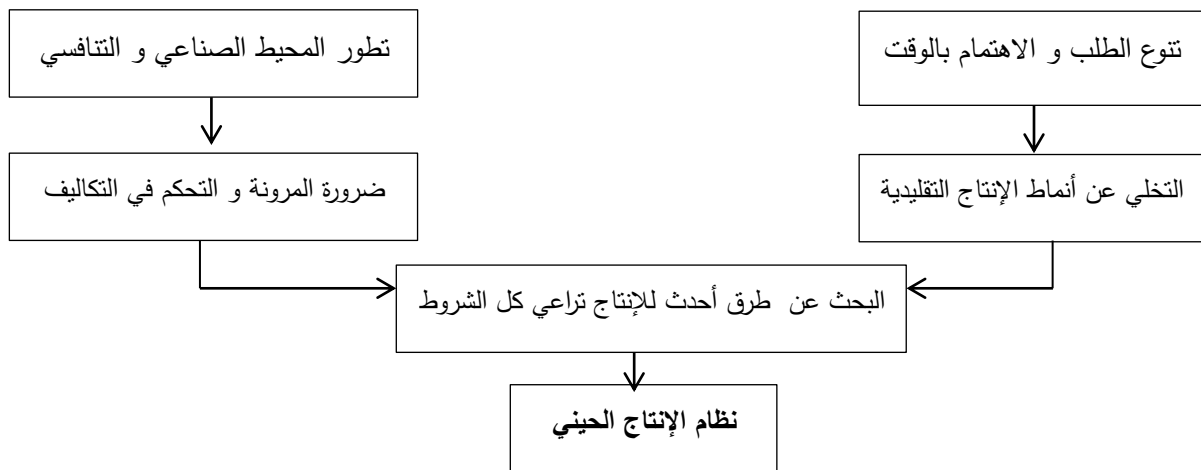 تنوع الطلب و الاهتمام بالوقت
تطور المحيط الصناعي و التنافسي
التخلي عن أنماط الإنتاج التقليدية
ضرورة المرونة و التحكم في التكاليف
البحث عن طرق أحدث للإنتاج تراعي كل الشروط
نظام الإنتاج الحيني